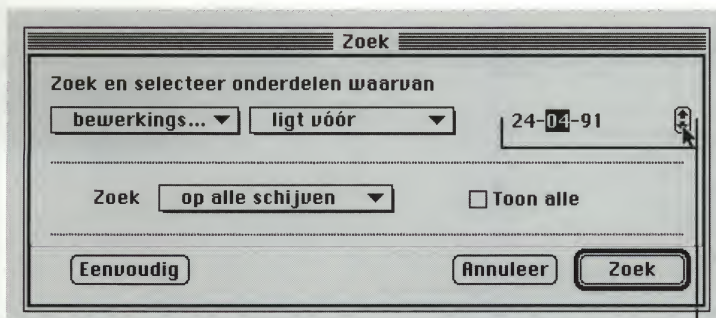 Zoek
Zoek en selecteer onderdelen waarvan
bewerkings... ligt vóór 24-04-91
Zoek op alle schijven Toon alle
Eenvoudig Annuleer Zoek